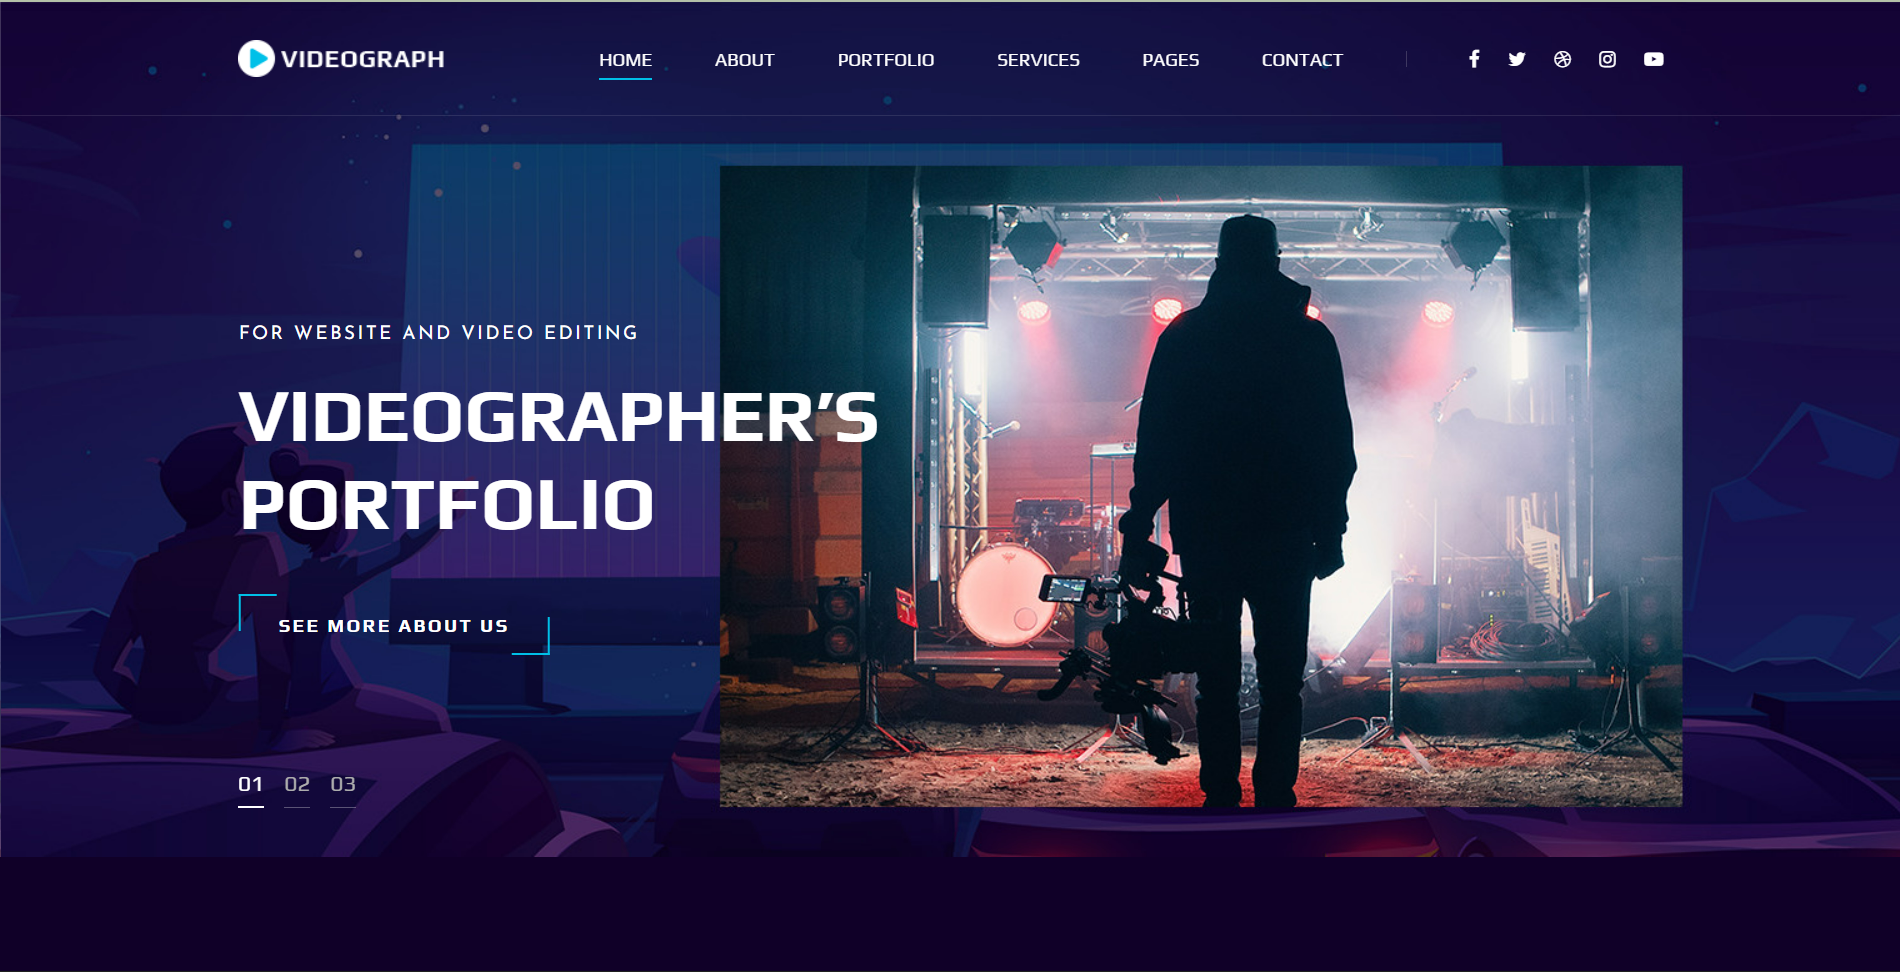 VIDEOGRAPH
HOME ABOUT PORTFOLIO SERVICES PAGES CONTACT
FOR WEBSITE AND VIDEO EDITING
VIDEOGRAPHER’S
PORTFOLIO
SEE MORE ABOUT US
01 02 03